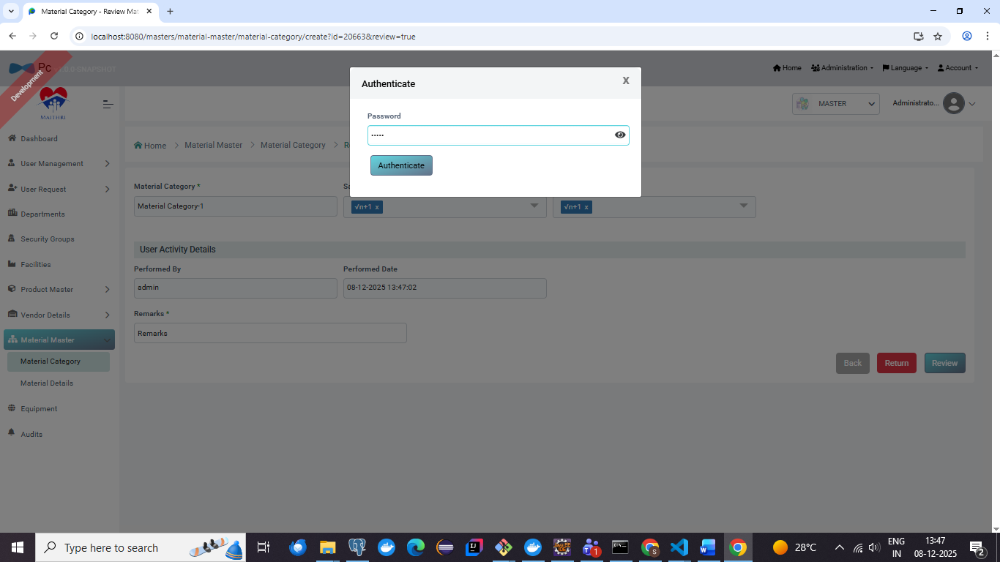 Material Category - Review Mat
localhost:8080/masters/material-master/material-category/create?id=20663&review=true
Pc
.0.0-SNAPSHOT
Development
Home
Administration
Language
Account
MAITHRI
MASTER
Administrato...
Authenticate
X
Password
•••••
Authenticate
Home
Material Master
Material Category
R
Dashboard
User Management
User Request
Departments
Security Groups
Facilities
Product Master
Vendor Details
Material Master
Material Category
Material Details
Equipment
Audits
Material Category *
Sa
Material Category-1
√n+1 x
√n+1 x
User Activity Details
Performed By
Performed Date
admin
08-12-2025 13:47:02
Remarks *
Remarks
Back
Return
Review
Type here to search
1
28°C
ENG
IN
13:47
08-12-2025
2